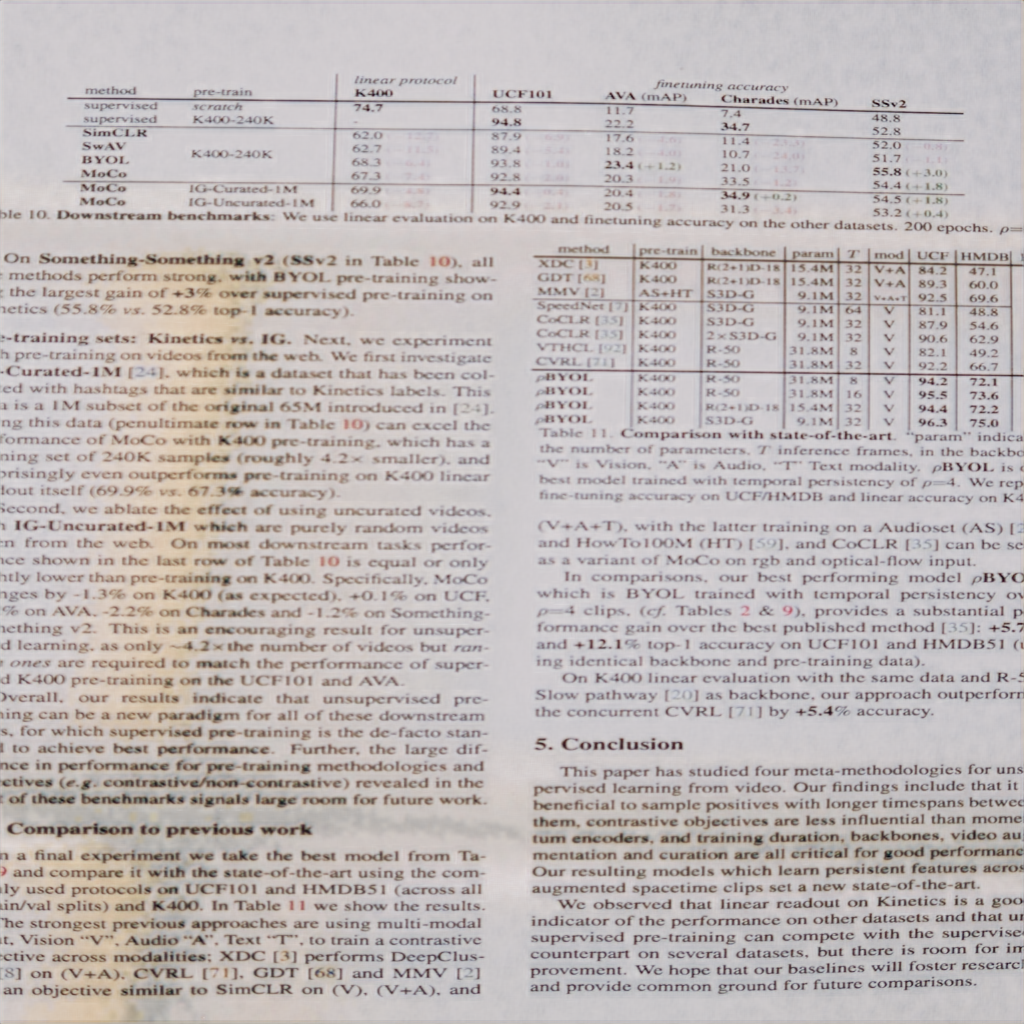 linear protocol finetuning accuracy
method pre-train K400 UCF101 AVA (mAP) Charades (mAP) SSv2
supervised scratch 74.7 68.8 11.7 7.4 48.8
supervised K400-240K - 94.8 22.2 34.7 52.8
SimCLR 62.0 87.9 17.6 11.4 52.0
SwAV K400-240K 62.7 89.4 18.2 10.7 51.7
BYOL 68.3 93.8 23.4 (+1.2) 21.0 55.8 (+3.0)
MoCo 67.3 92.8 20.3 33.5 54.4 (+1.8)
MoCo IG-Curated-1M 69.9 94.4 20.4 34.9 (+0.2) 54.5 (+1.8)
MoCo IG-Uncurated-1M 66.0 92.9 20.5 31.3 53.2 (+0.4)
ble 10. Downstream benchmarks: We use linear evaluation on K400 and finetuning accuracy on the other datasets. 200 epochs. ρ=
On Something-Something v2 (SSv2 in Table 10), all
methods perform strong, with BYOL pre-training show-
the largest gain of +3% over supervised pre-training on
netics (55.8% vs. 52.8% top-1 accuracy).
e-training sets: Kinetics vs. IG. Next, we experiment
h pre-training on videos from the web. We first investigate
-Curated-1M [24], which is a dataset that has been col-
ted with hashtags that are similar to Kinetics labels. This
a is a 1M subset of the original 65M introduced in [24].
ng this data (penultimate row in Table 10) can excel the
formance of MoCo with K400 pre-training, which has a
ning set of 240K samples (roughly 4.2× smaller), and
prisingly even outperforms pre-training on K400 linear
dout itself (69.9% vs. 67.3% accuracy).
Second, we ablate the effect of using uncurated videos,
h IG-Uncurated-1M which are purely random videos
en from the web. On most downstream tasks perfor-
nce shown in the last row of Table 10 is equal or only
htly lower than pre-training on K400. Specifically, MoCo
nges by -1.3% on K400 (as expected), +0.1% on UCF,
% on AVA, -2.2% on Charades and -1.2% on Something-
nething v2. This is an encouraging result for unsuper-
d learning, as only ~4.2× the number of videos but ran-
ones are required to match the performance of super-
d K400 pre-training on the UCF101 and AVA.
Overall, our results indicate that unsupervised pre-
ning can be a new paradigm for all of these downstream
s, for which supervised pre-training is the de-facto stan-
l to achieve best performance. Further, the large dif-
nce in performance for pre-training methodologies and
ectives (e.g. contrastive/non-contrastive) revealed in the
t of these benchmarks signals large room for future work.
Comparison to previous work
n a final experiment we take the best model from Ta-
9 and compare it with the state-of-the-art using the com-
ly used protocols on UCF101 and HMDB51 (across all
in/val splits) and K400. In Table 11 we show the results.
The strongest previous approaches are using multi-modal
t, Vision "V", Audio "A", Text "T", to train a contrastive
ective across modalities: XDC [3] performs DeepClus-
[8] on (V+A), CVRL [71], GDT [68] and MMV [2]
an objective similar to SimCLR on (V), (V+A), and
method pre-train backbone param T mod UCF HMDB
XDC [3] K400 R(2+1)D-18 15.4M 32 V+A 84.2 47.1
GDT [68] K400 R(2+1)D-18 15.4M 32 V+A 89.3 60.0
MMV [2] AS+HT S3D-G 9.1M 32 V+A+T 92.5 69.6
SpeedNet [7] K400 S3D-G 9.1M 64 V 81.1 48.8
CoCLR [35] K400 S3D-G 9.1M 32 V 87.9 54.6
CoCLR [35] K400 2×S3D-G 9.1M 32 V 90.6 62.9
VTHCL [92] K400 R-50 31.8M 8 V 82.1 49.2
CVRL [71] K400 R-50 31.8M 32 V 92.2 66.7
ρBYOL K400 R-50 31.8M 8 V 94.2 72.1
ρBYOL K400 R-50 31.8M 16 V 95.5 73.6
ρBYOL K400 R(2+1)D-18 15.4M 32 V 94.4 72.2
ρBYOL K400 S3D-G 9.1M 32 V 96.3 75.0
Table 11. Comparison with state-of-the-art. "param" indica
the number of parameters, T inference frames, in the backbo
"V" is Vision, "A" is Audio, "T" Text modality. ρBYOL is
best model trained with temporal persistency of ρ=4. We rep
fine-tuning accuracy on UCF/HMDB and linear accuracy on K4
(V+A+T), with the latter training on a Audioset (AS)
and HowTo100M (HT) [59], and CoCLR [35] can be se
as a variant of MoCo on rgb and optical-flow input.
In comparisons, our best performing model ρBYO
which is BYOL trained with temporal persistency ov
ρ=4 clips, (cf. Tables 2 & 9), provides a substantial p
formance gain over the best published method [35]: +5.7
and +12.1% top-1 accuracy on UCF101 and HMDB51 (u
ing identical backbone and pre-training data).
On K400 linear evaluation with the same data and R-5
Slow pathway [20] as backbone, our approach outperforr
the concurrent CVRL [71] by +5.4% accuracy.
5. Conclusion
This paper has studied four meta-methodologies for uns
pervised learning from video. Our findings include that it
beneficial to sample positives with longer timespans betwee
them, contrastive objectives are less influential than mome
tum encoders, and training duration, backbones, video au
mentation and curation are all critical for good performanc
Our resulting models which learn persistent features acros
augmented spacetime clips set a new state-of-the-art.
We observed that linear readout on Kinetics is a goo
indicator of the performance on other datasets and that un
supervised pre-training can compete with the supervise
counterpart on several datasets, but there is room for im
provement. We hope that our baselines will foster researcl
and provide common ground for future comparisons.